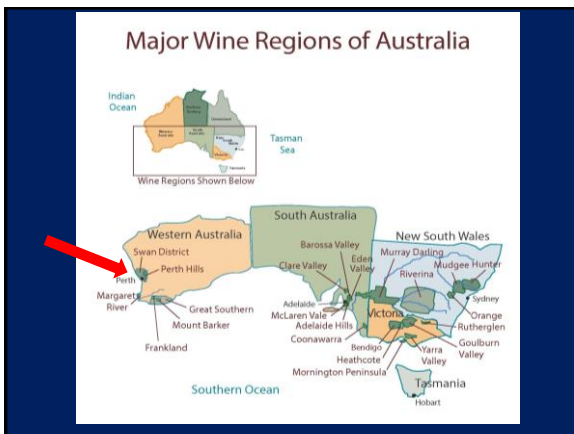 Major Wine Regions of Australia
Indian
Ocean
Tasman
Sea
Wine Regions Shown Below
South Australia
Western Australia
New South Wales
Barossa Valley
Eden
Valley
Murray Darling
Swan District
Clare Valley
Mudgee
Hunter
Perth Hills
Riverina
Perth
Margaret
River
Adelaide
Sydney
McLaren Vale
Victoria
Orange
Great Southern
Adelaide Hills
Rutherglen
Mount Barker
Coonawarra
Bendigo
Goulburn
Valley
Frankland
Heathcote
Yarra
Valley
Mornington Peninsula
Southern Ocean
Tasmania
Hobart